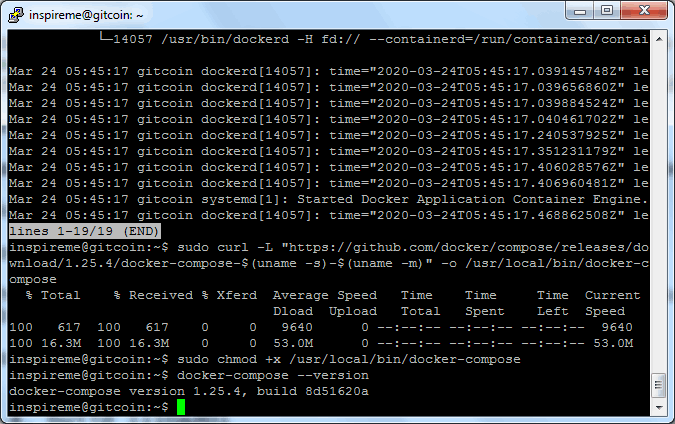 inspireme@gitcoin: ~
└─14057 /usr/bin/dockerd -H fd:// --containerd=/run/containerd/contai
Mar 24 05:45:17 gitcoin dockerd[14057]: time="2020-03-24T05:45:17.039145748Z" le
Mar 24 05:45:17 gitcoin dockerd[14057]: time="2020-03-24T05:45:17.039656860Z" le
Mar 24 05:45:17 gitcoin dockerd[14057]: time="2020-03-24T05:45:17.039884524Z" le
Mar 24 05:45:17 gitcoin dockerd[14057]: time="2020-03-24T05:45:17.040461702Z" le
Mar 24 05:45:17 gitcoin dockerd[14057]: time="2020-03-24T05:45:17.240537925Z" le
Mar 24 05:45:17 gitcoin dockerd[14057]: time="2020-03-24T05:45:17.351231179Z" le
Mar 24 05:45:17 gitcoin dockerd[14057]: time="2020-03-24T05:45:17.406028576Z" le
Mar 24 05:45:17 gitcoin dockerd[14057]: time="2020-03-24T05:45:17.406960481Z" le
Mar 24 05:45:17 gitcoin systemd[1]: Started Docker Application Container Engine.
Mar 24 05:45:17 gitcoin dockerd[14057]: time="2020-03-24T05:45:17.468862508Z" le
lines 1-19/19 (END)
inspireme@gitcoin:~$ sudo curl -L "https://github.com/docker/compose/releases/do
wnload/1.25.4/docker-compose-$(uname -s)-$(uname -m)" -o /usr/local/bin/docker-c
ompose
  % Total    % Received % Xferd  Average Speed   Time    Time     Time  Current
                                 Dload  Upload   Total   Spent    Left  Speed
100   617  100   617    0     0   9640      0 --:--:-- --:--:-- --:--:--  9640
100 16.3M  100 16.3M    0     0  53.0M      0 --:--:-- --:--:-- --:--:-- 53.0M
inspireme@gitcoin:~$ sudo chmod +x /usr/local/bin/docker-compose
inspireme@gitcoin:~$ docker-compose --version
docker-compose version 1.25.4, build 8d51620a
inspireme@gitcoin:~$